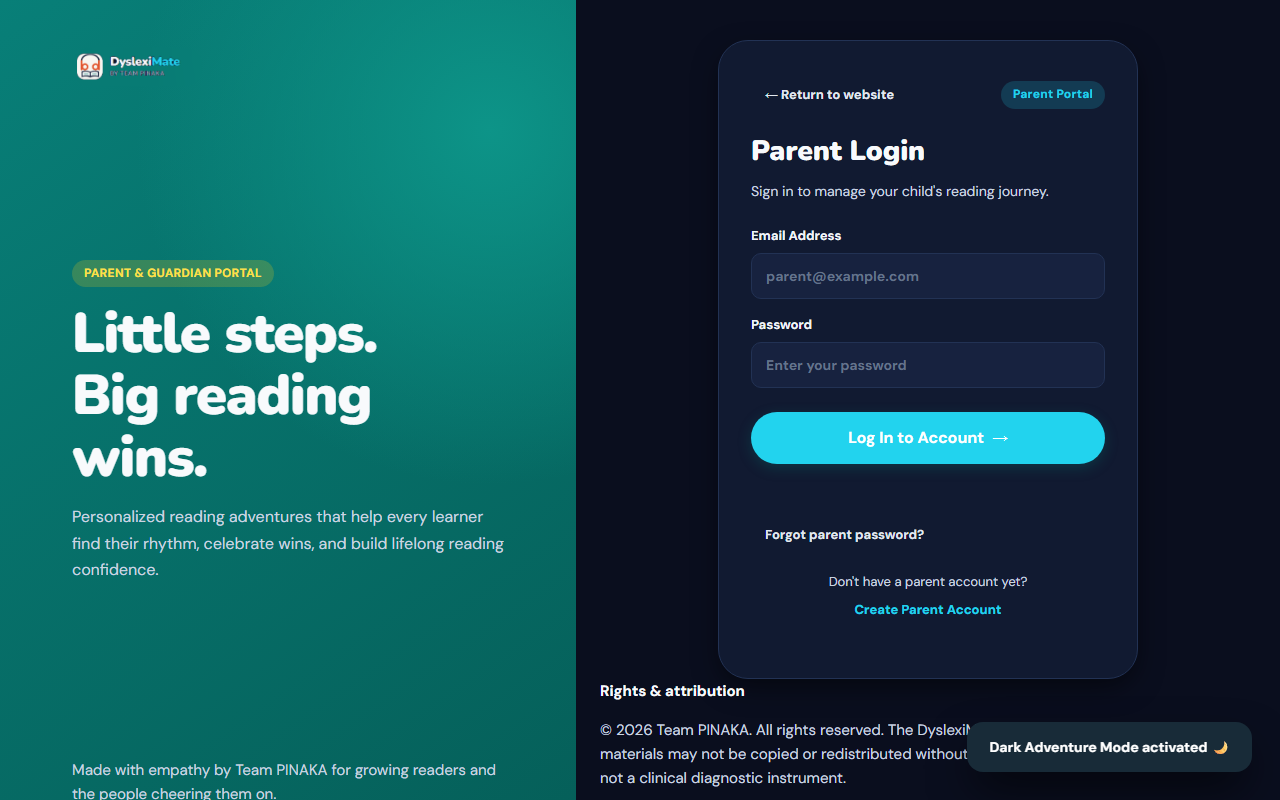 DyslexiMate
BY TEAM PINAKA
PARENT & GUARDIAN PORTAL
Little steps.
Big reading
wins.
Personalized reading adventures that help every learner
find their rhythm, celebrate wins, and build lifelong reading
confidence.
Made with empathy by Team PINAKA for growing readers and
the people cheering them on.
← Return to website
Parent Portal
Parent Login
Sign in to manage your child's reading journey.
Email Address
parent@example.com
Password
Enter your password
Log In to Account →
Forgot parent password?
Don't have a parent account yet?
Create Parent Account
Rights & attribution
© 2026 Team PINAKA. All rights reserved. The
materials may not be copied or redistributed without
not a clinical diagnostic instrument.
Dark Adventure Mode activated 🌙